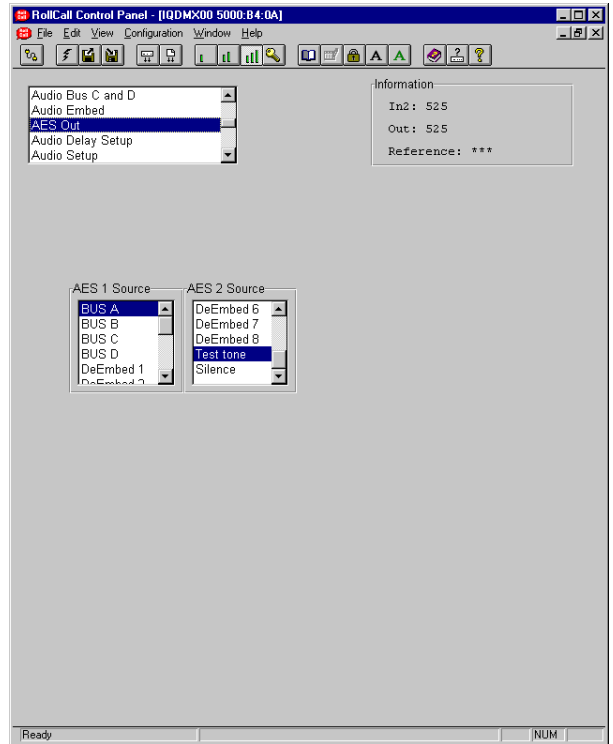 RollCall Control Panel - [IQDMX00 5000:B4:0A]
File Edit View Configuration Window Help
A A
Audio Bus C and D
Audio Embed
AES Out
Audio Delay Setup
Audio Setup
Information
In2: 525
Out: 525
Reference: ***
AES 1 Source
BUS A
BUS B
BUS C
BUS D
DeEmbed 1
DeEmbed 2
AES 2 Source
DeEmbed 6
DeEmbed 7
DeEmbed 8
Test tone
Silence
Ready
NUM